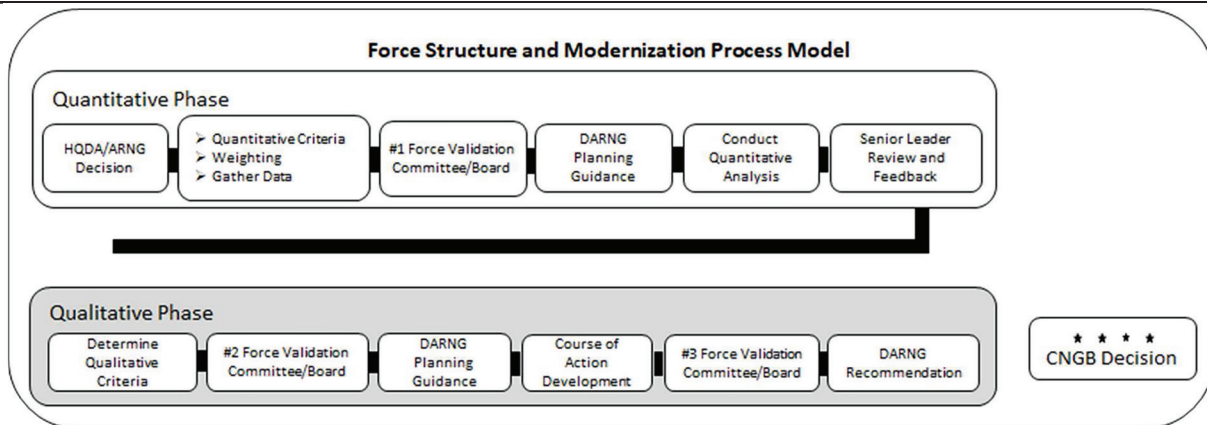 Force Structure and Modernization Process Model
Quantitative Phase
HQDA/ARNG
Decision
➢ Quantitative Criteria
➢ Weighting
➢ Gather Data
#1 Force Validation
Committee/Board
DARNG
Planning
Guidance
Conduct
Quantitative
Analysis
Senior Leader
Review and
Feedback
Qualitative Phase
Determine
Qualitative
Criteria
#2 Force Validation
Committee/Board
DARNG
Planning
Guidance
Course of
Action
Development
#3 Force Validation
Committee/Board
DARNG
Recommendation
CNGB Decision